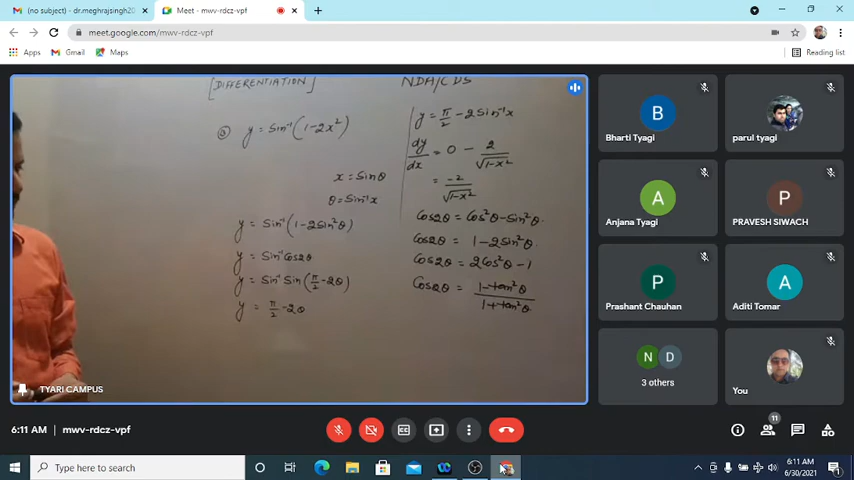 (no subject) - dr.meghrajsingh20
Meet - mwv-rdcz-vpf
meet.google.com/mwv-rdcz-vpf
Reading list
Gmail
Maps
[DIFFERENTIATION]
NDA/CDS
⑤ y = Sin⁻¹(1-2x²)
x = Sinθ
θ = Sin⁻¹x
y = Sin⁻¹(1-2Sin²θ)
y = Sin⁻¹Cos2θ
y = Sin⁻¹Sin(π/2-2θ)
y = π/2-2θ
y = π/2-2Sin⁻¹x
dy/dx = 0 - 2/√(1-x²)
= -2/√(1-x²)
Cos2θ = Cos²θ-Sin²θ.
Cos2θ = 1-2Sin²θ.
Cos2θ = 2Cos²θ-1
Cos2θ = 1-tan²θ/1+tan²θ
TYARI CAMPUS
B
Bharti Tyagi
parul tyagi
A
Anjana Tyagi
P
PRAVESH SIWACH
P
Prashant Chauhan
A
Aditi Tomar
N D
3 others
You
6:11 AM | mwv-rdcz-vpf
11
Type here to search
6:11 AM
6/30/2021
1